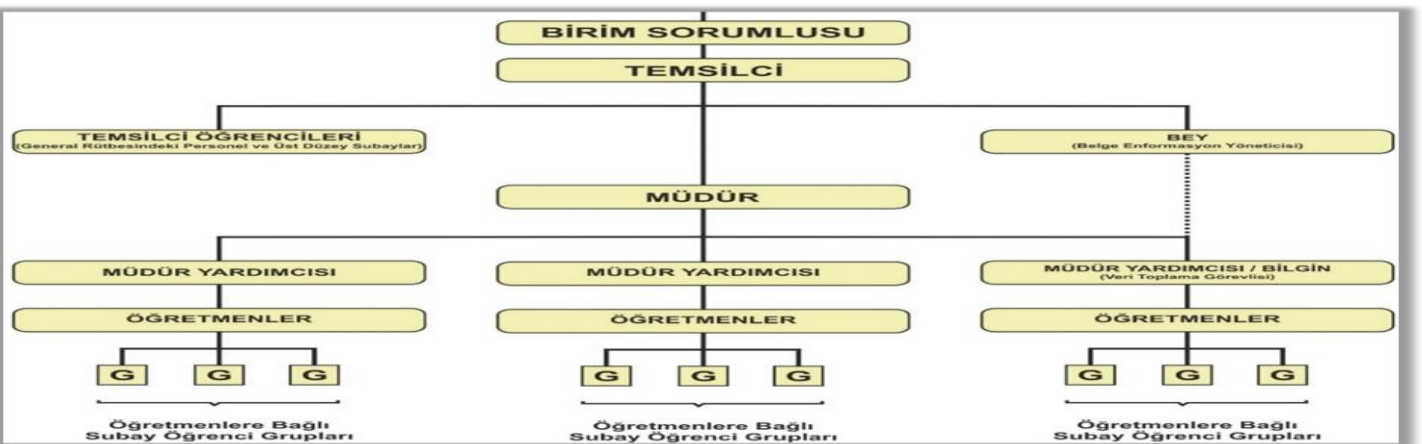 BİRİM SORUMLUSU
TEMSİLCİ
TEMSİLCİ ÖĞRENCİLERİ
(General Rütbesindeki Personel ve Üst Düzey Subaylar)
BEY
(Belge Enformasyon Yöneticisi)
MÜDÜR
MÜDÜR YARDIMCISI
MÜDÜR YARDIMCISI
MÜDÜR YARDIMCISI / BİLGİN
(Veri Toplama Görevlisi)
ÖĞRETMENLER
ÖĞRETMENLER
ÖĞRETMENLER
G G G
G G G
G G G
Öğretmenlere Bağlı
Subay Öğrenci Grupları
Öğretmenlere Bağlı
Subay Öğrenci Grupları
Öğretmenlere Bağlı
Subay Öğrenci Grupları